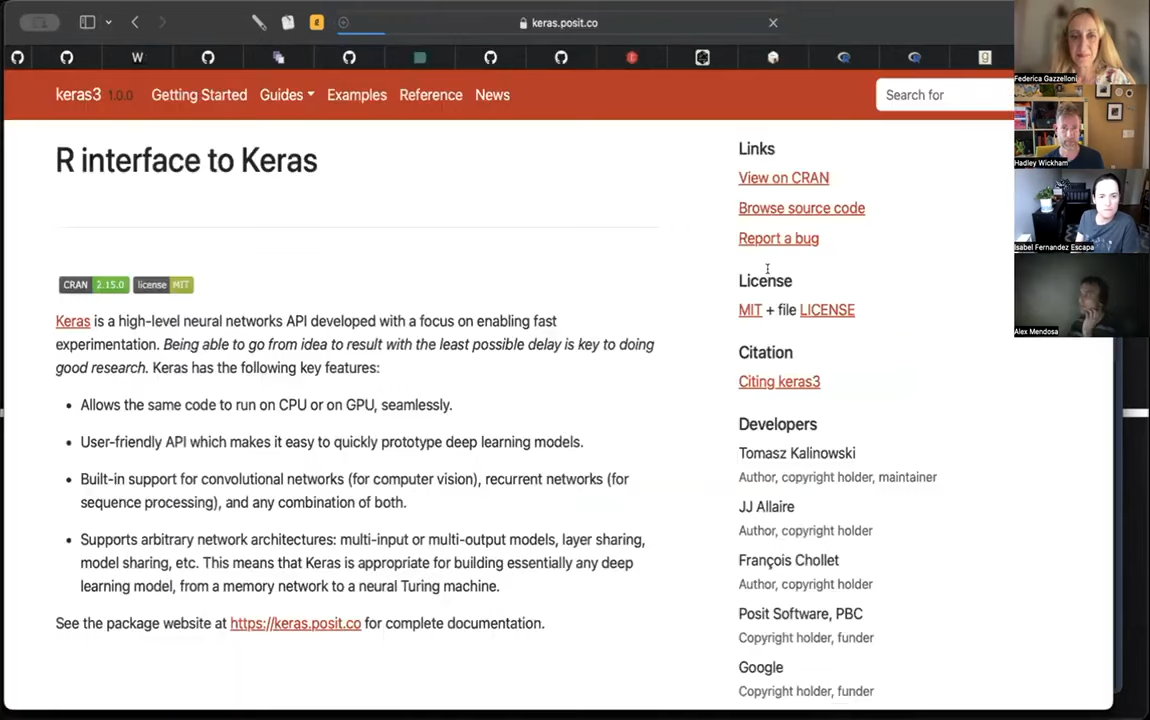 keras.posit.co
W
g
keras3 1.0.0 Getting Started Guides Examples Reference News
Search for
R interface to Keras
CRAN 2.15.0 license MIT
Keras is a high-level neural networks API developed with a focus on enabling fast
experimentation. Being able to go from idea to result with the least possible delay is key to doing
good research. Keras has the following key features:
Allows the same code to run on CPU or on GPU, seamlessly.
User-friendly API which makes it easy to quickly prototype deep learning models.
Built-in support for convolutional networks (for computer vision), recurrent networks (for
sequence processing), and any combination of both.
Supports arbitrary network architectures: multi-input or multi-output models, layer sharing,
model sharing, etc. This means that Keras is appropriate for building essentially any deep
learning model, from a memory network to a neural Turing machine.
See the package website at https://keras.posit.co for complete documentation.
Links
View on CRAN
Browse source code
Report a bug
License
MIT + file LICENSE
Citation
Citing keras3
Developers
Tomasz Kalinowski
Author, copyright holder, maintainer
JJ Allaire
Author, copyright holder
François Chollet
Author, copyright holder
Posit Software, PBC
Copyright holder, funder
Google
Copyright holder, funder
Federica Gazzelloni
Hadley Wickham
Isabel Fernandez Escapa
Alex Mendosa